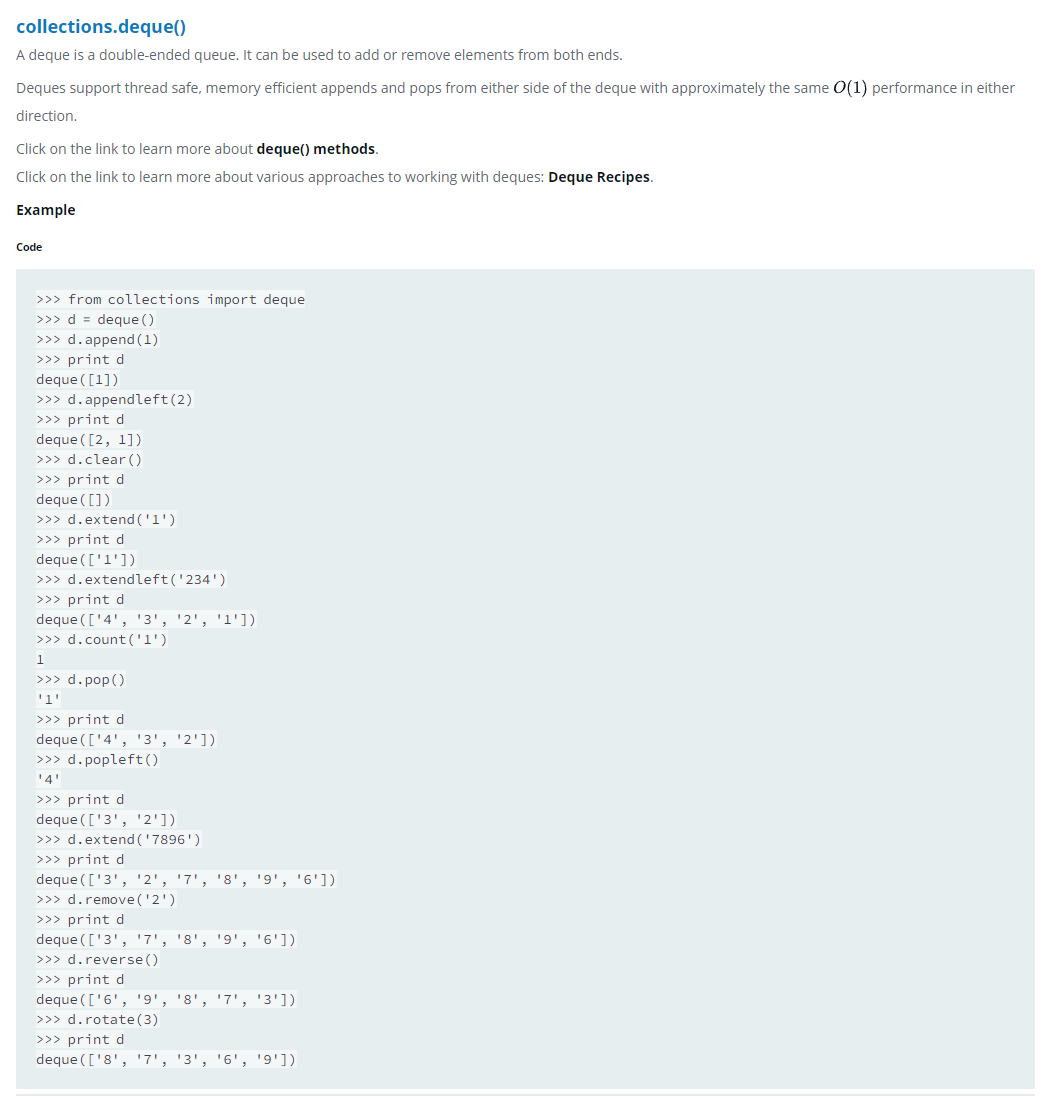 collections.deque()
A deque is a double-ended queue. It can be used to add or remove elements from both ends.
Deques support thread safe, memory efficient appends and pops from either side of the deque with approximately the same O(1) performance in either
direction.
Click on the link to learn more about deque() methods.
Click on the link to learn more about various approaches to working with deques: Deque Recipes.
Example
Code
>>> from collections import deque
>>> d = deque()
>>> d.append(1)
>>> print d
deque([1])
>>> d.appendleft(2)
>>> print d
deque([2, 1])
>>> d.clear()
>>> print d
deque([])
>>> d.extend('1')
>>> print d
deque(['1'])
>>> d.extendleft('234')
>>> print d
deque(['4', '3', '2', '1'])
>>> d.count('1')
1
>>> d.pop()
'1'
>>> print d
deque(['4', '3', '2'])
>>> d.popleft()
'4'
>>> print d
deque(['3', '2'])
>>> d.extend('7896')
>>> print d
deque(['3', '2', '7', '8', '9', '6'])
>>> d.remove('2')
>>> print d
deque(['3', '7', '8', '9', '6'])
>>> d.reverse()
>>> print d
deque(['6', '9', '8', '7', '3'])
>>> d.rotate(3)
>>> print d
deque(['8', '7', '3', '6', '9'])